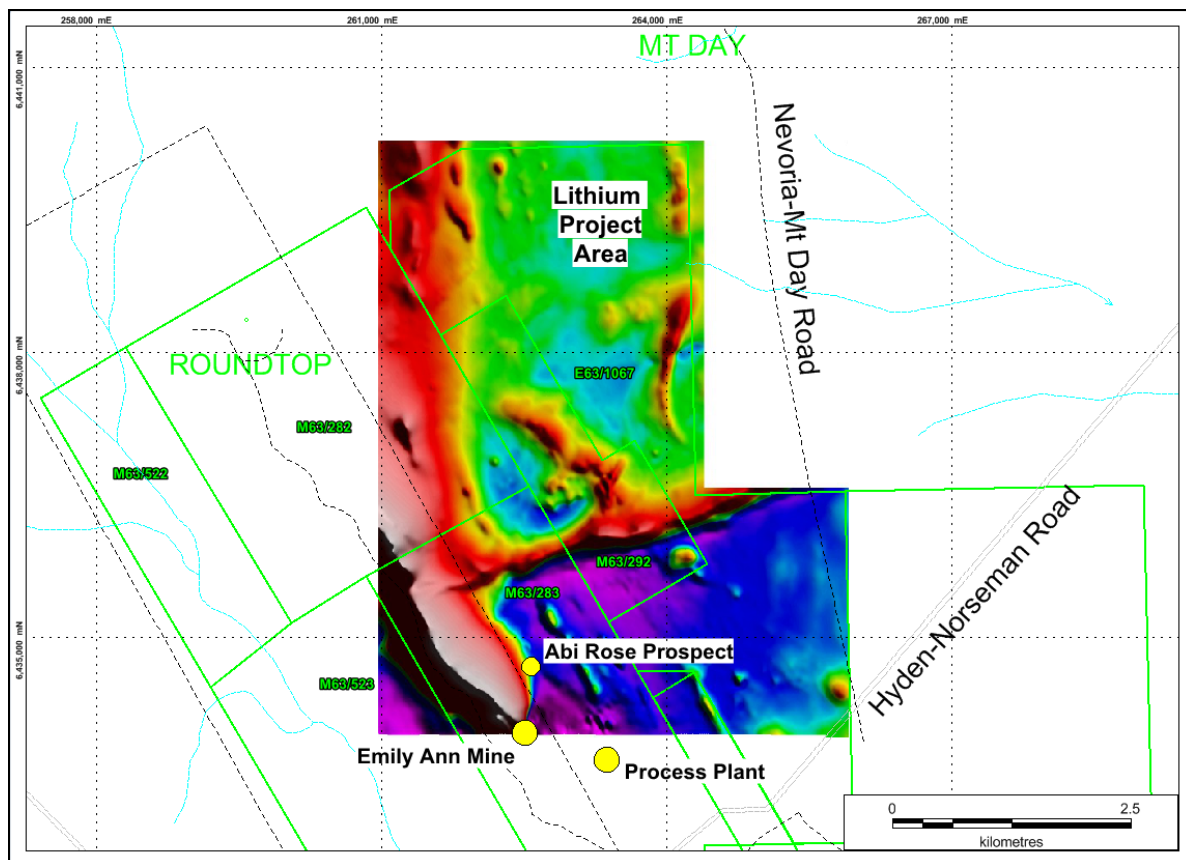 258,000 mE
261,000 mE
264,000 mE
267,000 mE
MT DAY
6,441,000 mN
Nevoria-Mt Day Road
Lithium
Project
Area
6,438,000 mN
ROUNDTOP
E63/1067
M63/282
M63/522
M63/292
M63/283
Abi Rose Prospect
6,435,000 mN
M63/523
Hyden-Norseman Road
Emily Ann Mine
Process Plant
0
2.5
kilometres